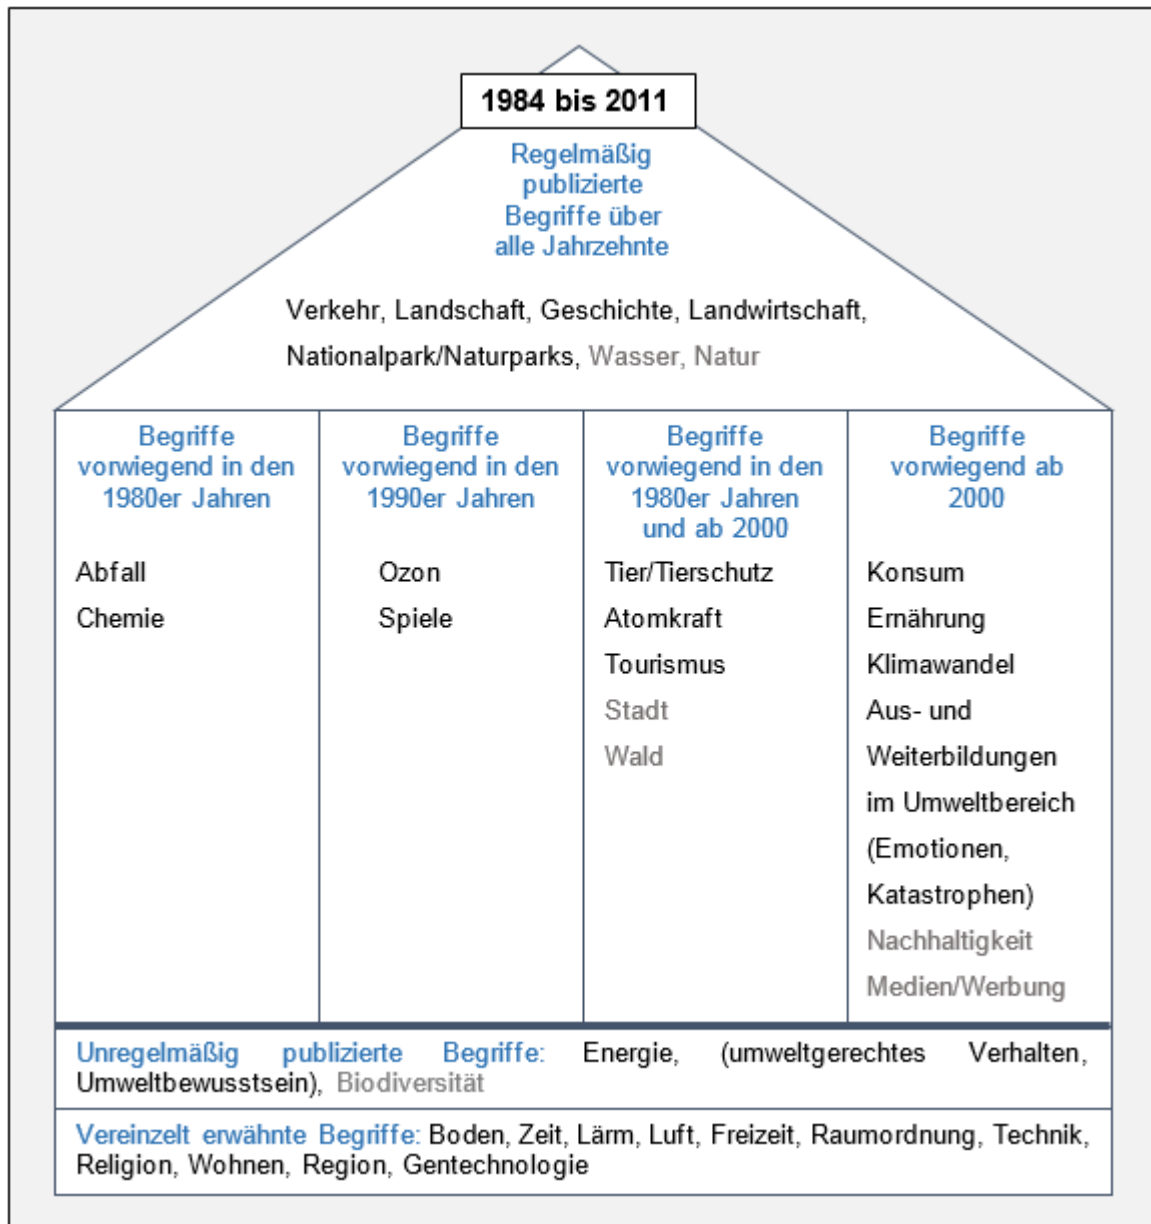 1984 bis 2011
Regelmäßig
publizierte
Begriffe über
alle Jahrzehnte
Verkehr, Landschaft, Geschichte, Landwirtschaft,
Nationalpark/Naturparks, Wasser, Natur
Begriffe
vorwiegend in den
1980er Jahren
Abfall
Chemie
Begriffe
vorwiegend in den
1990er Jahren
Ozon
Spiele
Begriffe
vorwiegend in den
1980er Jahren
und ab 2000
Tier/Tierschutz
Atomkraft
Tourismus
Stadt
Wald
Begriffe
vorwiegend ab
2000
Konsum
Ernährung
Klimawandel
Aus- und
Weiterbildungen
im Umweltbereich
(Emotionen,
Katastrophen)
Nachhaltigkeit
Medien/Werbung
Unregelmäßig publizierte Begriffe: Energie, (umweltgerechtes Verhalten,
Umweltbewusstsein), Biodiversität
Vereinzelt erwähnte Begriffe: Boden, Zeit, Lärm, Luft, Freizeit, Raumordnung, Technik,
Religion, Wohnen, Region, Gentechnologie